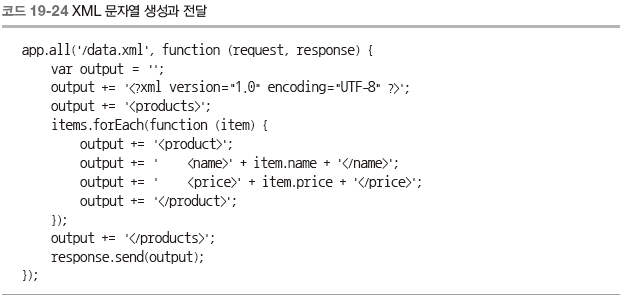 코드 19-24 XML 문자열 생성과 전달
app.all('/data.xml', function (request, response) {
    var output = '';
    output += '<?xml version="1.0" encoding="UTF-8" ?>';
    output += '<products>';
    items.forEach(function (item) {
        output += '<product>';
        output += '    <name>' + item.name + '</name>';
        output += '    <price>' + item.price + '</price>';
        output += '</product>';
    });
    output += '</products>';
    response.send(output);
});